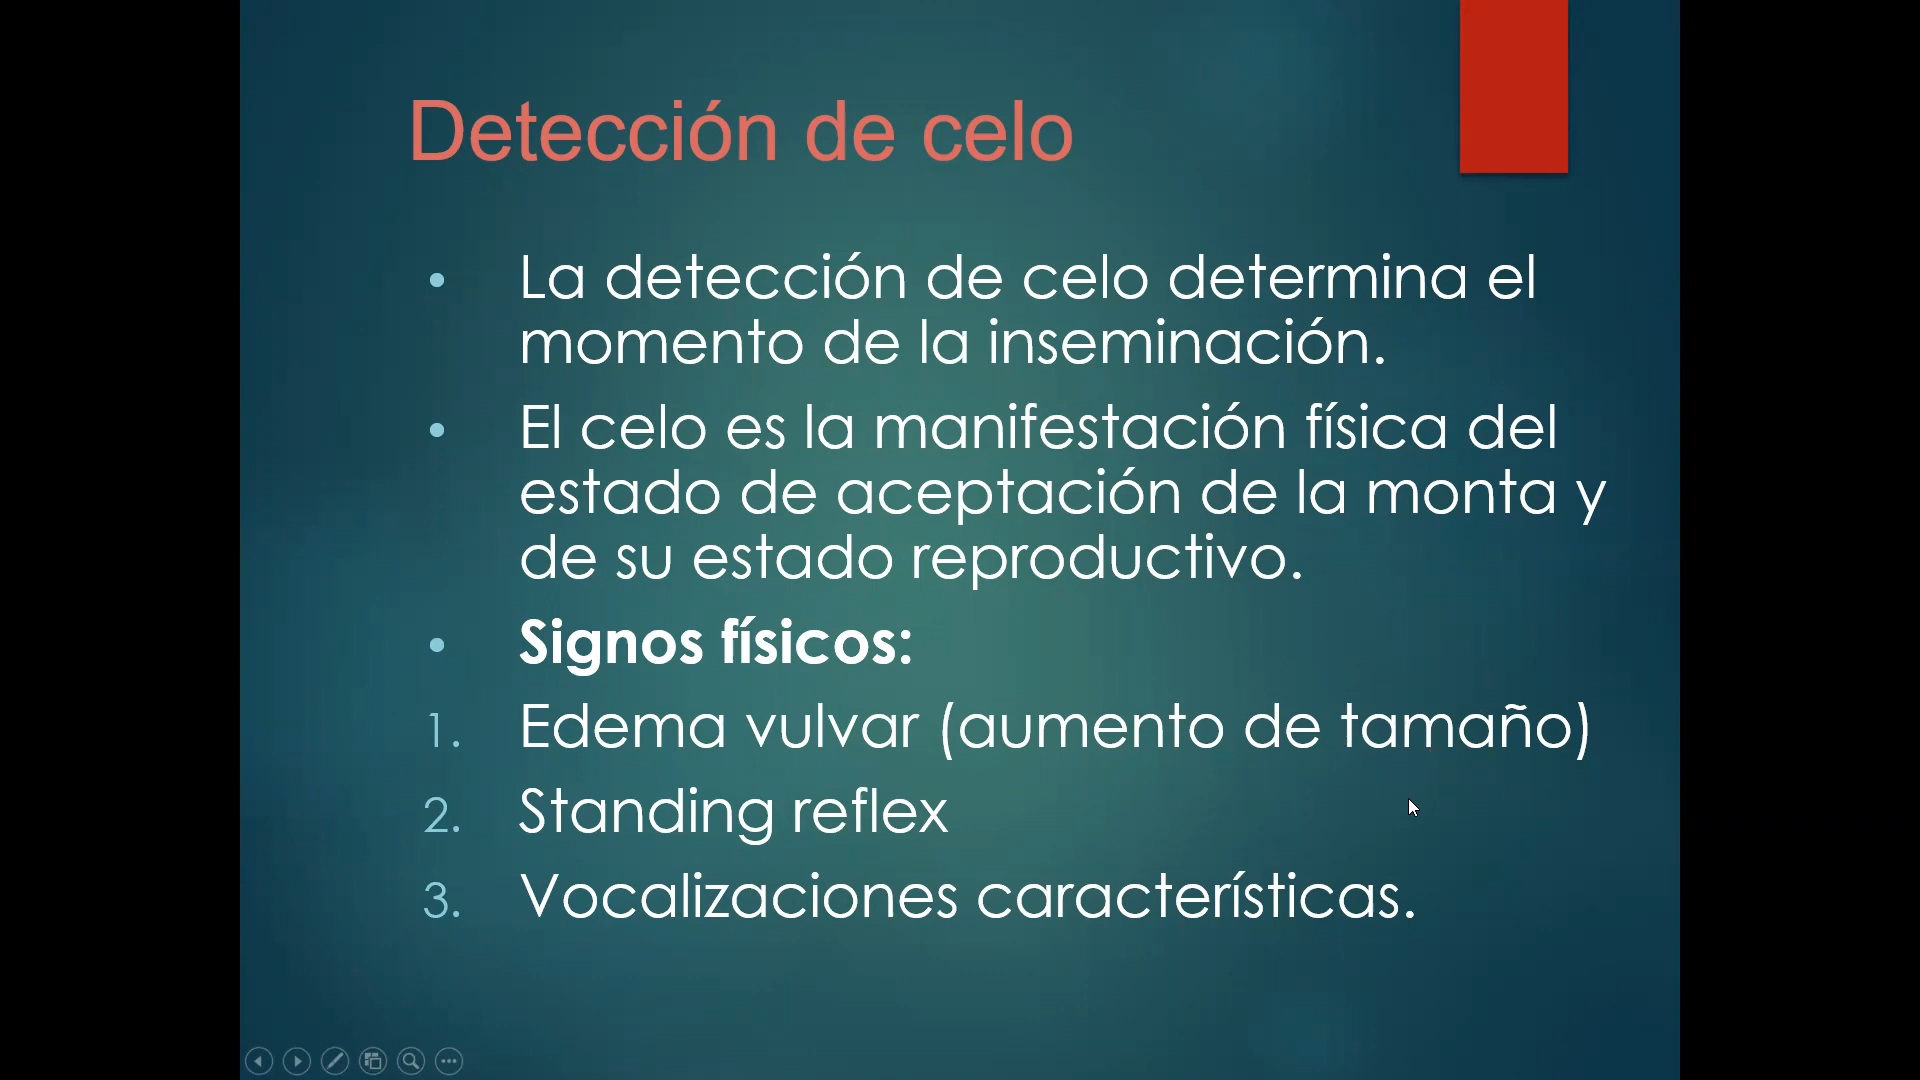 Detección de celo
• La detección de celo determina el
momento de la inseminación.
• El celo es la manifestación física del
estado de aceptación de la monta y
de su estado reproductivo.
• Signos físicos:
1. Edema vulvar (aumento de tamaño)
2. Standing reflex
3. Vocalizaciones características.